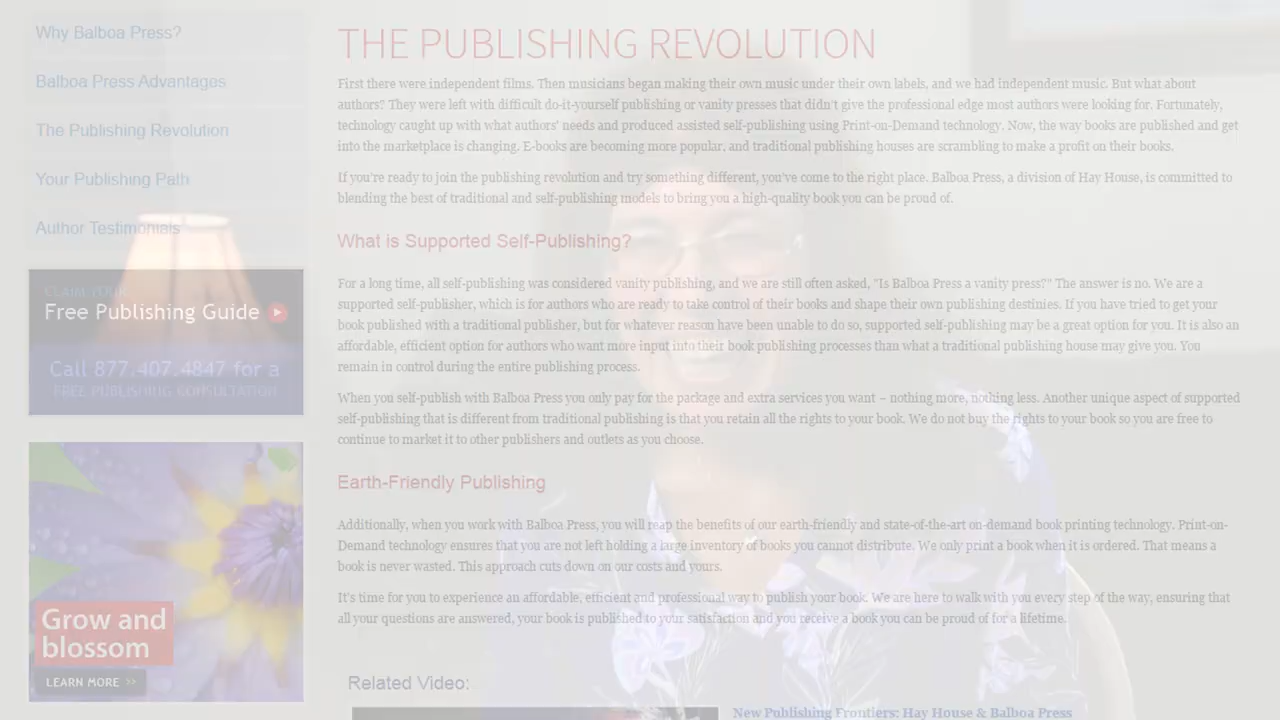 Why Balboa Press?
Balboa Press Advantages
The Publishing Revolution
Your Publishing Path
Author Testimonials
CLAIM YOUR
Free Publishing Guide
Call 877.407.4847 for a
FREE PUBLISHING CONSULTATION
Grow and
blossom
LEARN MORE >>
THE PUBLISHING REVOLUTION
First there were independent films. Then musicians began making their own music under their own labels, and we had independent music. But what about
authors? They were left with difficult do-it-yourself publishing or vanity presses that didn't give the professional edge most authors were looking for. Fortunately,
technology caught up with what authors' needs and produced assisted self-publishing using Print-on-Demand technology. Now, the way books are published and get
into the marketplace is changing. E-books are becoming more popular, and traditional publishing houses are scrambling to make a profit on their books.
If you're ready to join the publishing revolution and try something different, you've come to the right place. Balboa Press, a division of Hay House, is committed to
blending the best of traditional and self-publishing models to bring you a high-quality book you can be proud of.
What is Supported Self-Publishing?
For a long time, all self-publishing was considered vanity publishing, and we are still often asked, "Is Balboa Press a vanity press?" The answer is no. We are a
supported self-publisher, which is for authors who are ready to take control of their books and shape their own publishing destinies. If you have tried to get your
book published with a traditional publisher, but for whatever reason have been unable to do so, supported self-publishing may be a great option for you. It is also an
affordable, efficient option for authors who want more input into their book publishing processes than what a traditional publishing house may give you. You
remain in control during the entire publishing process.
When you self-publish with Balboa Press you only pay for the package and extra services you want – nothing more, nothing less. Another unique aspect of supported
self-publishing that is different from traditional publishing is that you retain all the rights to your book. We do not buy the rights to your book so you are free to
continue to market it to other publishers and outlets as you choose.
Earth-Friendly Publishing
Additionally, when you work with Balboa Press, you will reap the benefits of our earth-friendly and state-of-the-art on-demand book printing technology. Print-on-
Demand technology ensures that you are not left holding a large inventory of books you cannot distribute. We only print a book when it is ordered. That means a
book is never wasted. This approach cuts down on our costs and yours.
It's time for you to experience an affordable, efficient and professional way to publish your book. We are here to walk with you every step of the way, ensuring that
all your questions are answered, your book is published to your satisfaction and you receive a book you can be proud of for a lifetime.
Related Video:
New Publishing Frontiers: Hay House & Balboa Press